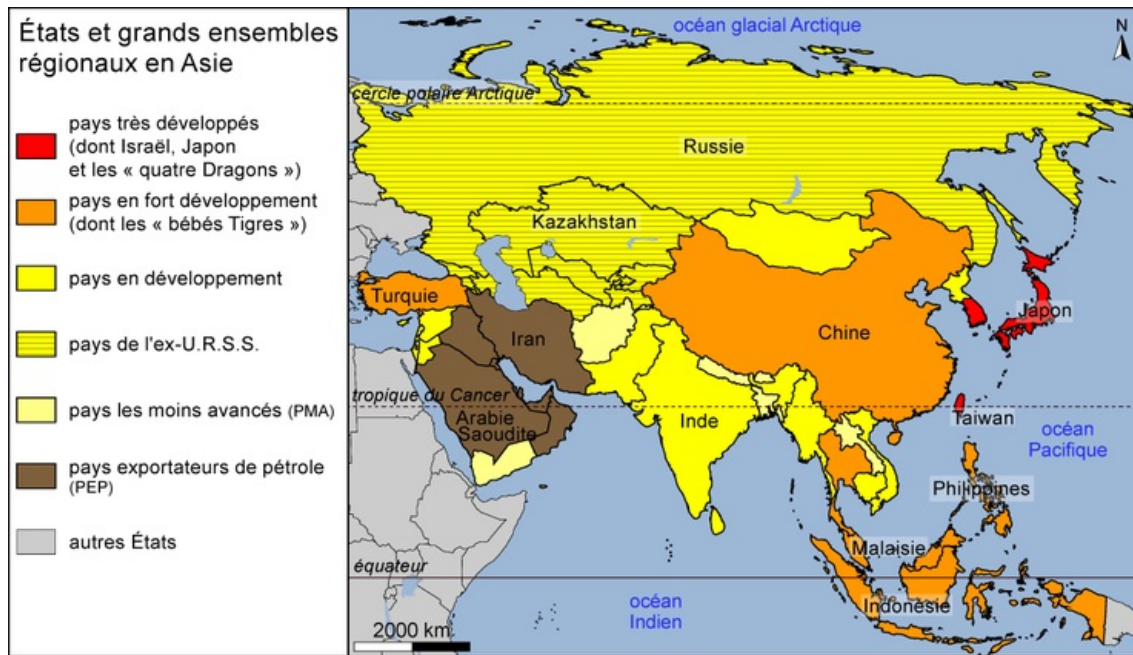 États et grands ensembles
régionaux en Asie
pays très développés
(dont Israël, Japon
et les « quatre Dragons »)
pays en fort développement
(dont les « bébés Tigres »)
pays en développement
pays de l'ex-U.R.S.S.
pays les moins avancés (PMA)
pays exportateurs de pétrole
(PEP)
autres États
océan glacial Arctique
N
cercle polaire Arctique
Russie
Kazakhstan
Turquie
Iran
Chine
Japon
tropique du Cancer
Arabie
Saoudite
Inde
Taiwan
océan
Pacifique
Philippines
Malaisie
équateur
Indonésie
océan
Indien
2000 km